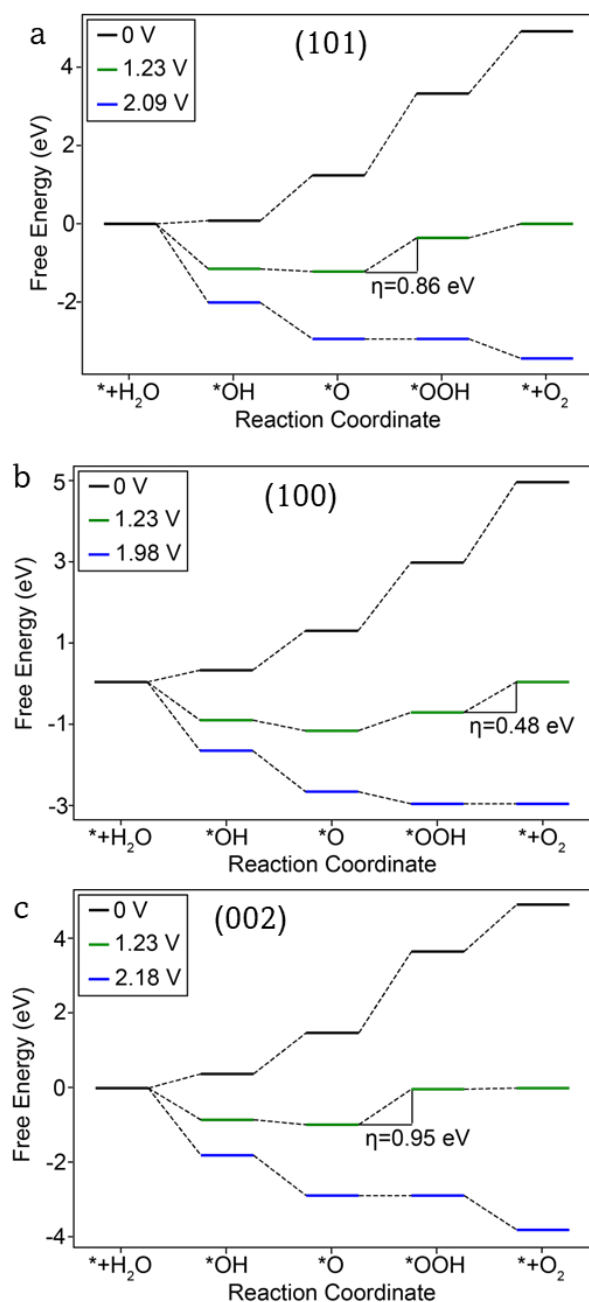 a
(101)
0 V
1.23 V
2.09 V
Free Energy (eV)
4
2
0
-2
η=0.86 eV
*+H₂O *OH *O *OOH *+O₂
Reaction Coordinate
b
(100)
0 V
1.23 V
1.98 V
Free Energy (eV)
5
3
1
-1
-3
η=0.48 eV
*+H₂O *OH *O *OOH *+O₂
Reaction Coordinate
c
(002)
0 V
1.23 V
2.18 V
Free Energy (eV)
4
2
0
-2
-4
η=0.95 eV
*+H₂O *OH *O *OOH *+O₂
Reaction Coordinate